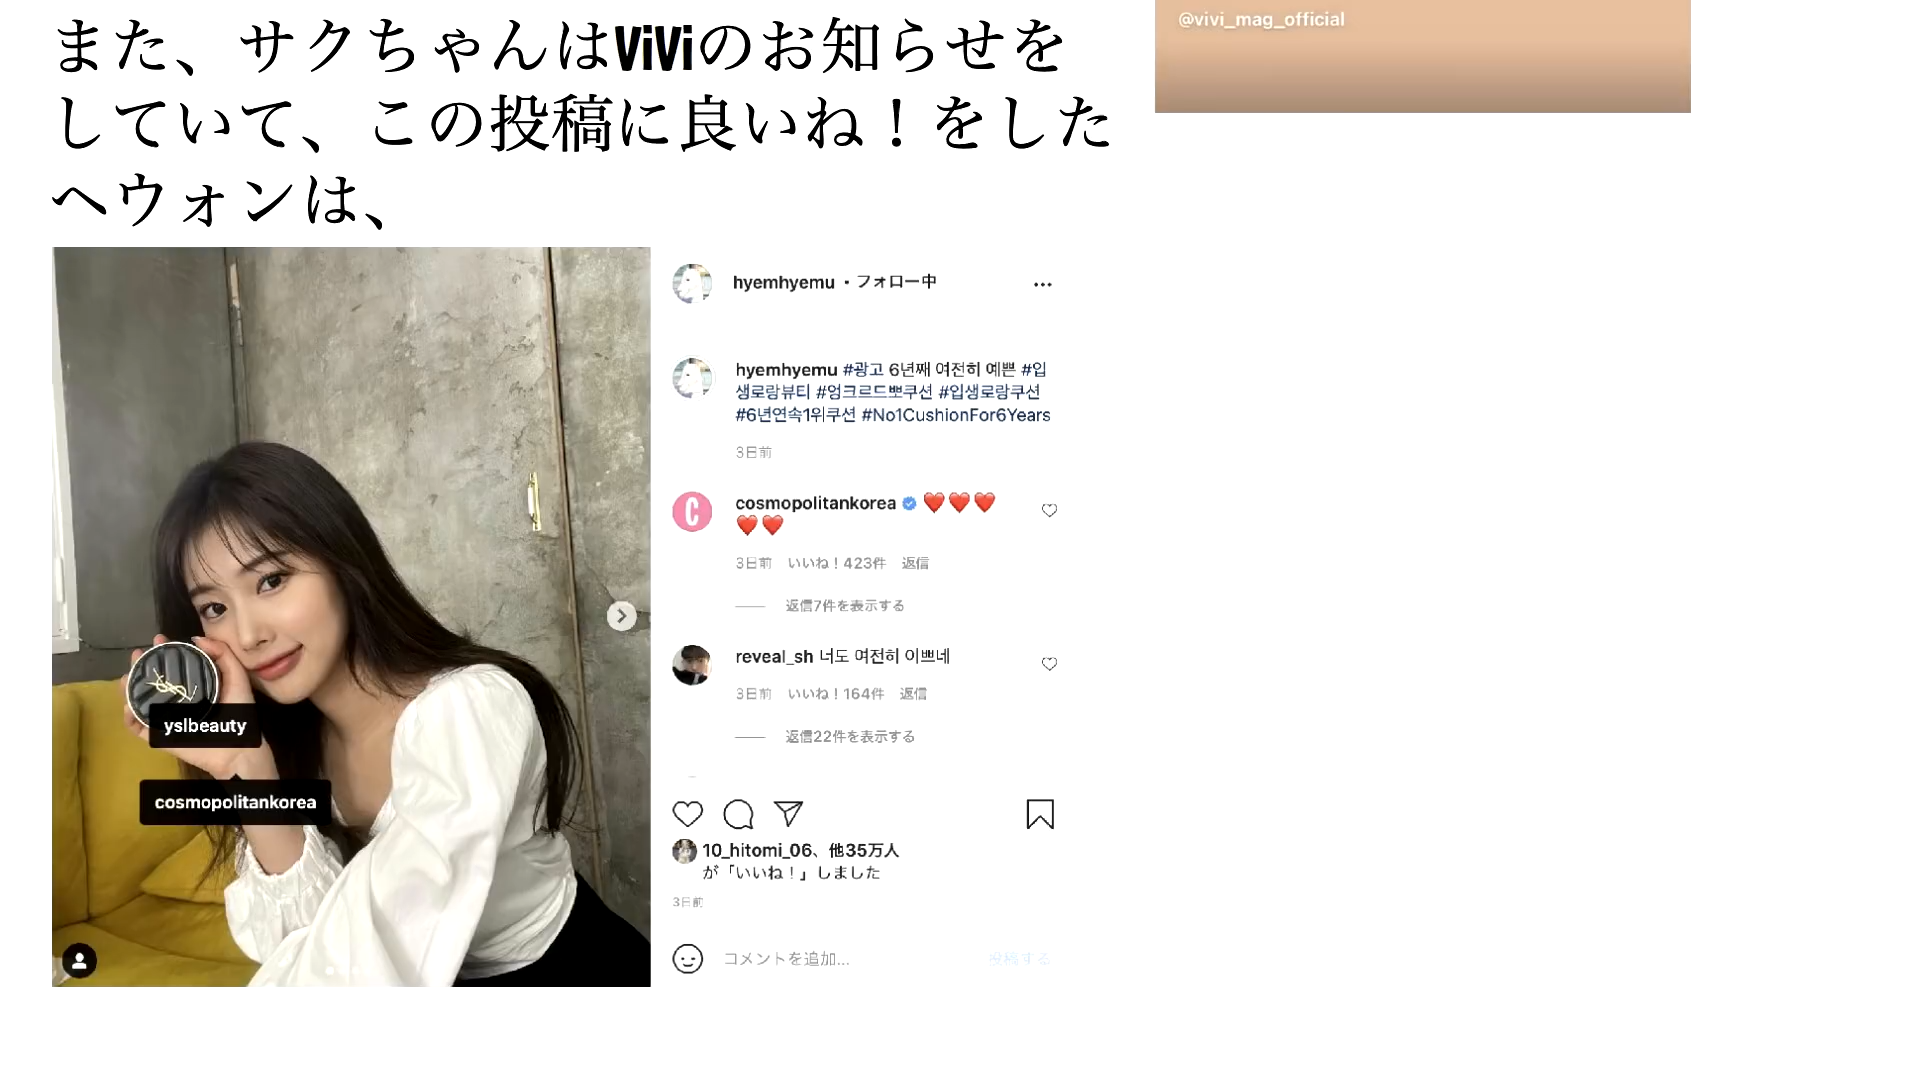 また、サクちゃんはViViのお知らせを
していて、この投稿に良いね！をした
ヘウォンは、
@vivi_mag_official
hyemhyemu • フォロー中
hyemhyemu #광고 6년째 여전히 예쁜 #입
생로랑뷰티 #엉크르드뽀쿠션 #입생로랑쿠션
#6년연속1위쿠션 #No1CushionFor6Years
3日前
cosmopolitankorea ❤️❤️❤️
❤️❤️
3日前 いいね！423件 返信
返信7件を表示する
reveal_sh 너도 여전히 이쁘네
3日前 いいね！164件 返信
返信22件を表示する
10_hitomi_06、他35万人
が「いいね！」しました
3日前
コメントを追加... 投稿する
YSL
yslbeauty
cosmopolitankorea
C